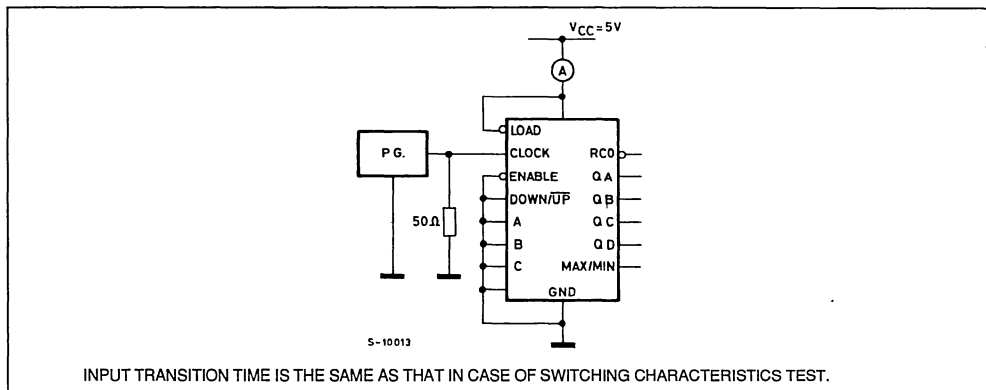 VCC=5V
A
LOAD
P.G.
CLOCK
RCO
ENABLE
QA
DOWN/U̅P̅
QB
50Ω
A
QC
B
QD
C
MAX/MIN
GND
S-10013
INPUT TRANSITION TIME IS THE SAME AS THAT IN CASE OF SWITCHING CHARACTERISTICS TEST.